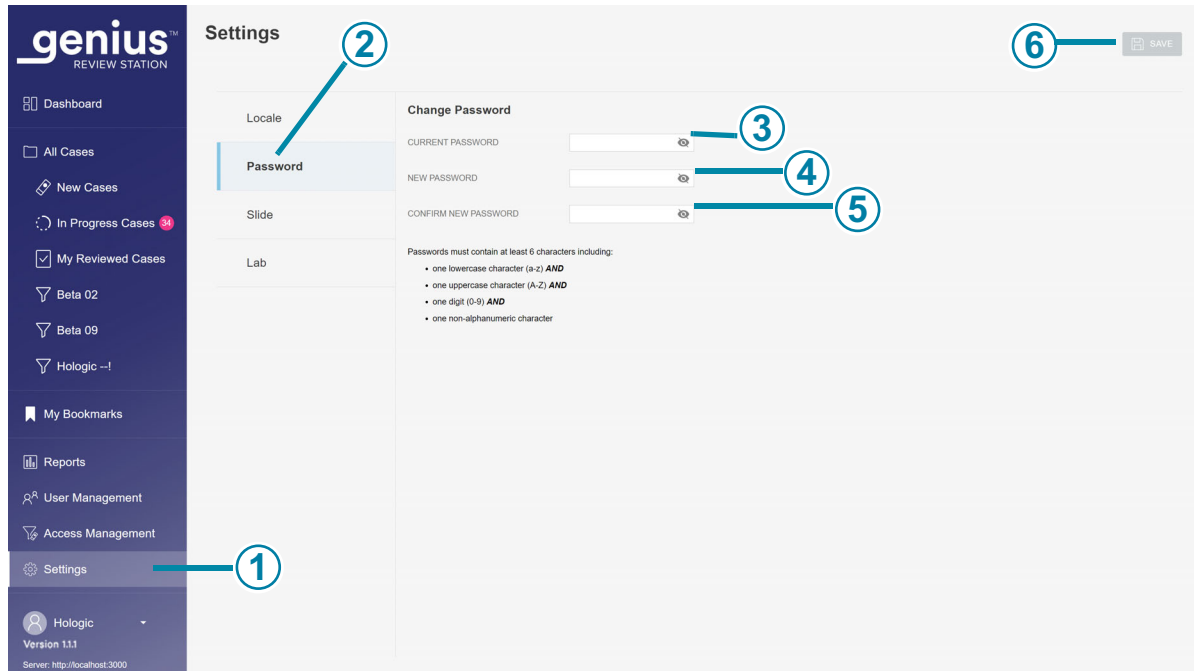 genius™
REVIEW STATION
Dashboard
All Cases
New Cases
In Progress Cases 34
My Reviewed Cases
Beta 02
Beta 09
Hologic --!
My Bookmarks
Reports
User Management
Access Management
Settings
Hologic
Version 1.1.1
Server: http://localhost:3000
Settings
SAVE
Locale
Password
Slide
Lab
Change Password
CURRENT PASSWORD
NEW PASSWORD
CONFIRM NEW PASSWORD
Passwords must contain at least 6 characters including:
• one lowercase character (a-z) AND
• one uppercase character (A-Z) AND
• one digit (0-9) AND
• one non-alphanumeric character
1
2
3
4
5
6